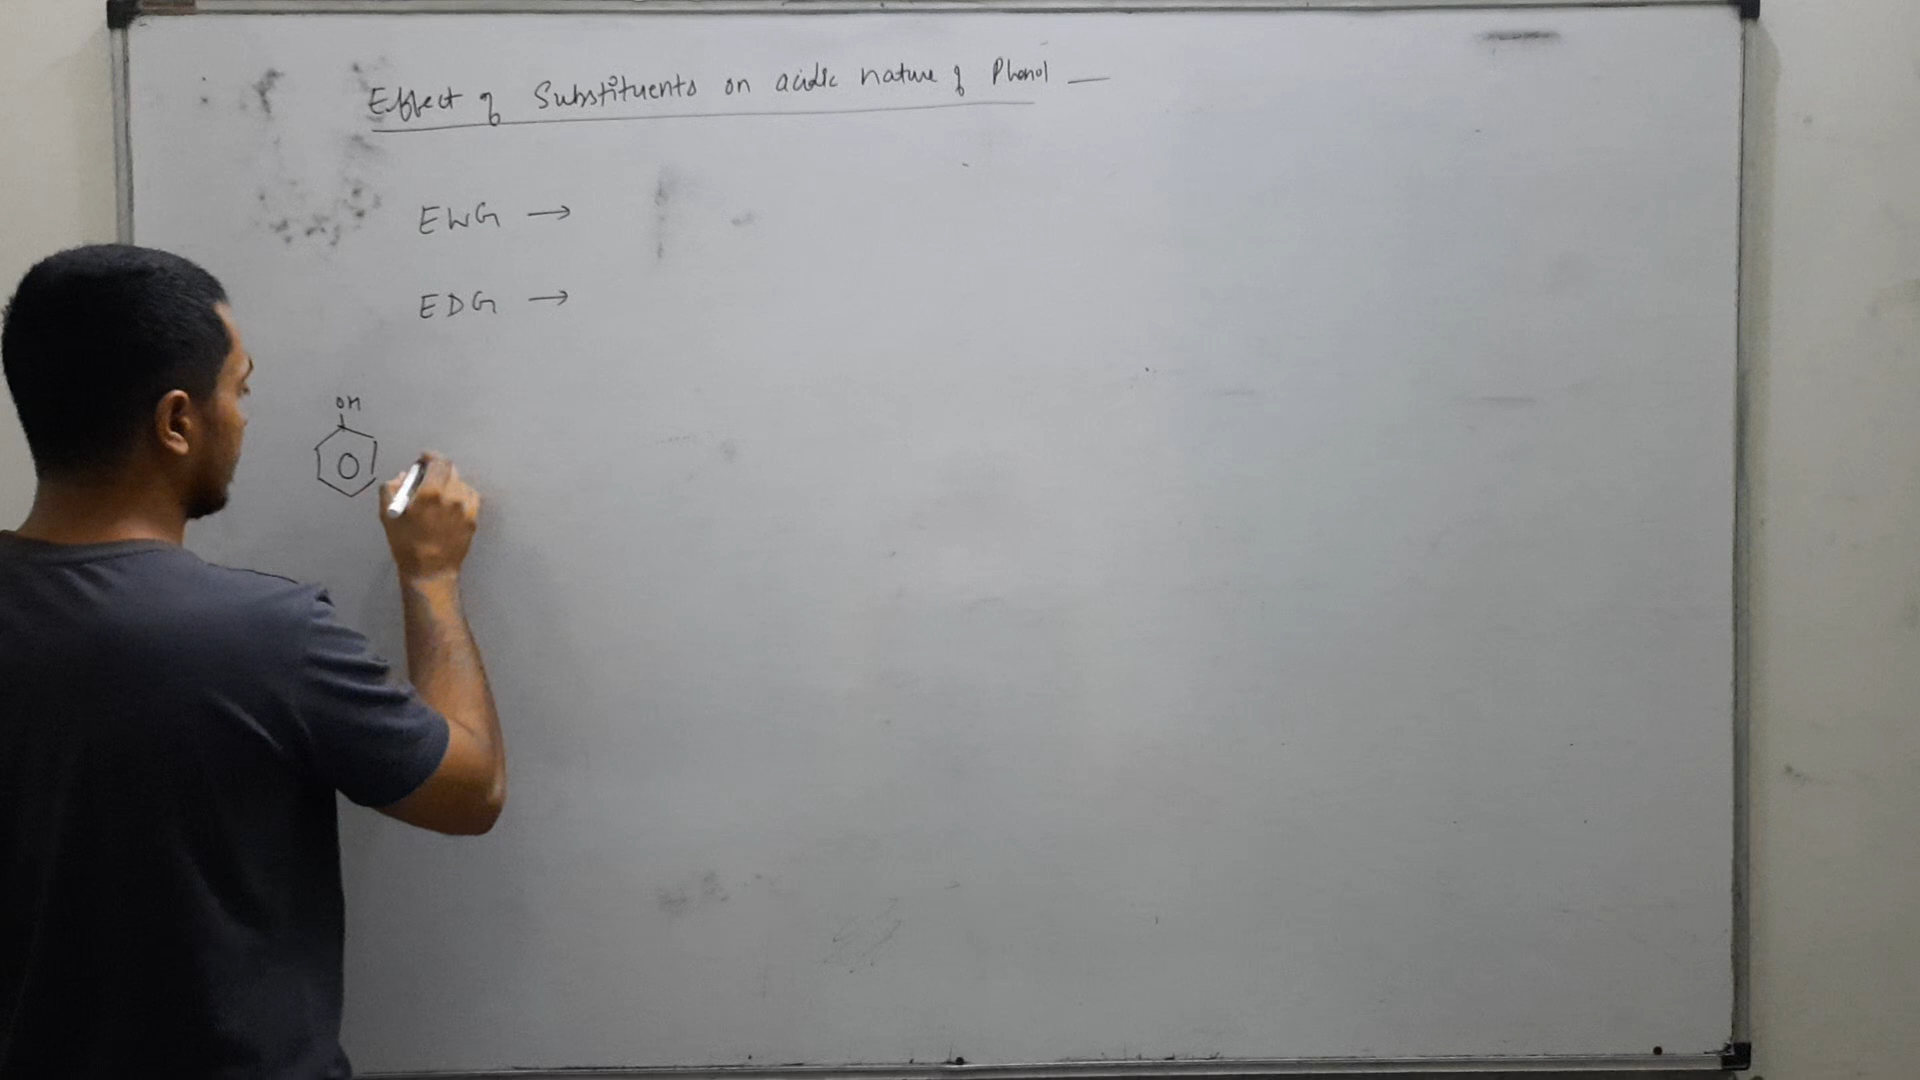 Effect of Substituents on acidic nature of Phenol —
EWG →
EDG →
OH